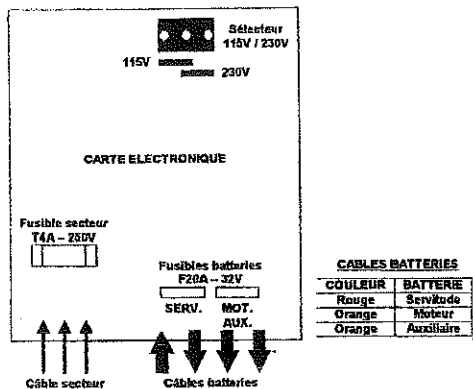 Sélecteur
115V / 230V
115V
230V
CARTE ELECTRONIQUE
Fusible secteur
T4A – 250V
Fusibles batteries
F20A – 32V
SERV.
MOT.
AUX.
Câble secteur
Câbles batteries
CABLES BATTERIES
COULEUR BATTERIE
Rouge Servitude
Orange Moteur
Orange Auxiliaire